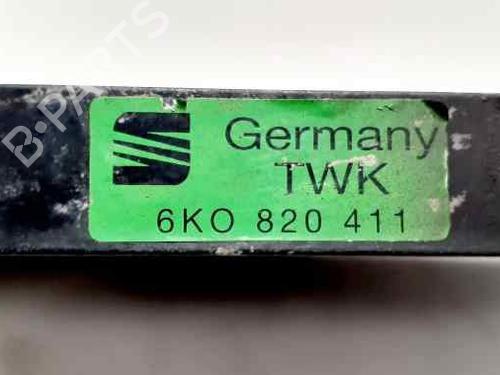 B-PARTS
Germany
TWK
6KO 820 411